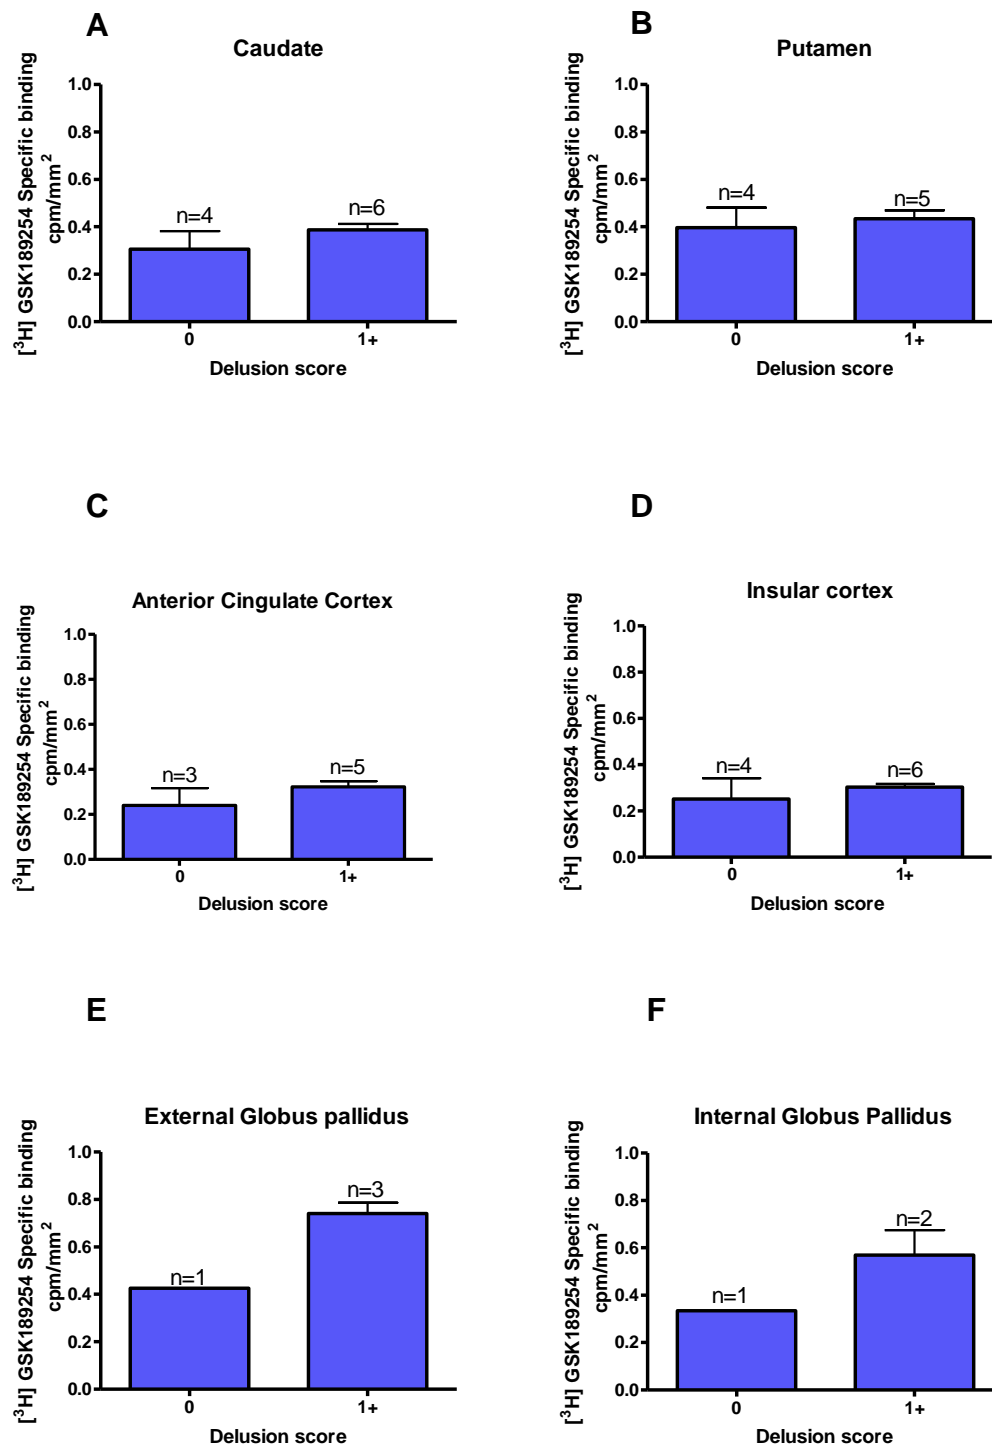 A
Caudate
[³H] GSK189254 Specific binding
cpm/mm²
1.0
0.8
0.6
0.4
0.2
0.0
n=4
n=6
0
1+
Delusion score
B
Putamen
[³H] GSK189254 Specific binding
cpm/mm²
1.0
0.8
0.6
0.4
0.2
0.0
n=4
n=5
0
1+
Delusion score
C
Anterior Cingulate Cortex
[³H] GSK189254 Specific binding
cpm/mm²
1.0
0.8
0.6
0.4
0.2
0.0
n=3
n=5
0
1+
Delusion score
D
Insular cortex
[³H] GSK189254 Specific binding
cpm/mm²
1.0
0.8
0.6
0.4
0.2
0.0
n=4
n=6
0
1+
Delusion score
E
External Globus pallidus
[³H] GSK189254 Specific binding
cpm/mm²
1.0
0.8
0.6
0.4
0.2
0.0
n=1
n=3
0
1+
Delusion score
F
Internal Globus Pallidus
[³H] GSK189254 Specific binding
cpm/mm²
1.0
0.8
0.6
0.4
0.2
0.0
n=1
n=2
0
1+
Delusion score